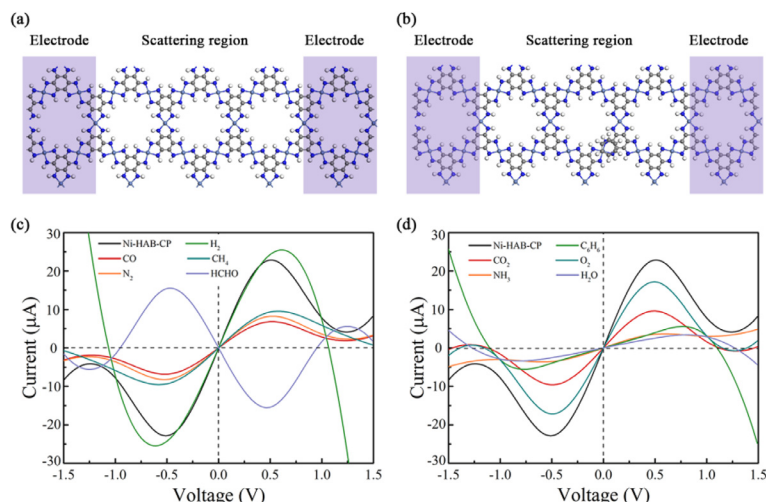 (a)
Electrode Scattering region Electrode
(b)
Electrode Scattering region Electrode
(c)
Current (μA)
30
20
10
0
-10
-20
-30
Ni-HAB-CP
CO
N₂
H₂
CH₄
HCHO
-1.5 -1.0 -0.5 0.0 0.5 1.0 1.5
Voltage (V)
(d)
Current (μA)
30
20
10
0
-10
-20
-30
Ni-HAB-CP
CO₂
NH₃
C₆H₆
O₂
H₂O
-1.5 -1.0 -0.5 0.0 0.5 1.0 1.5
Voltage (V)